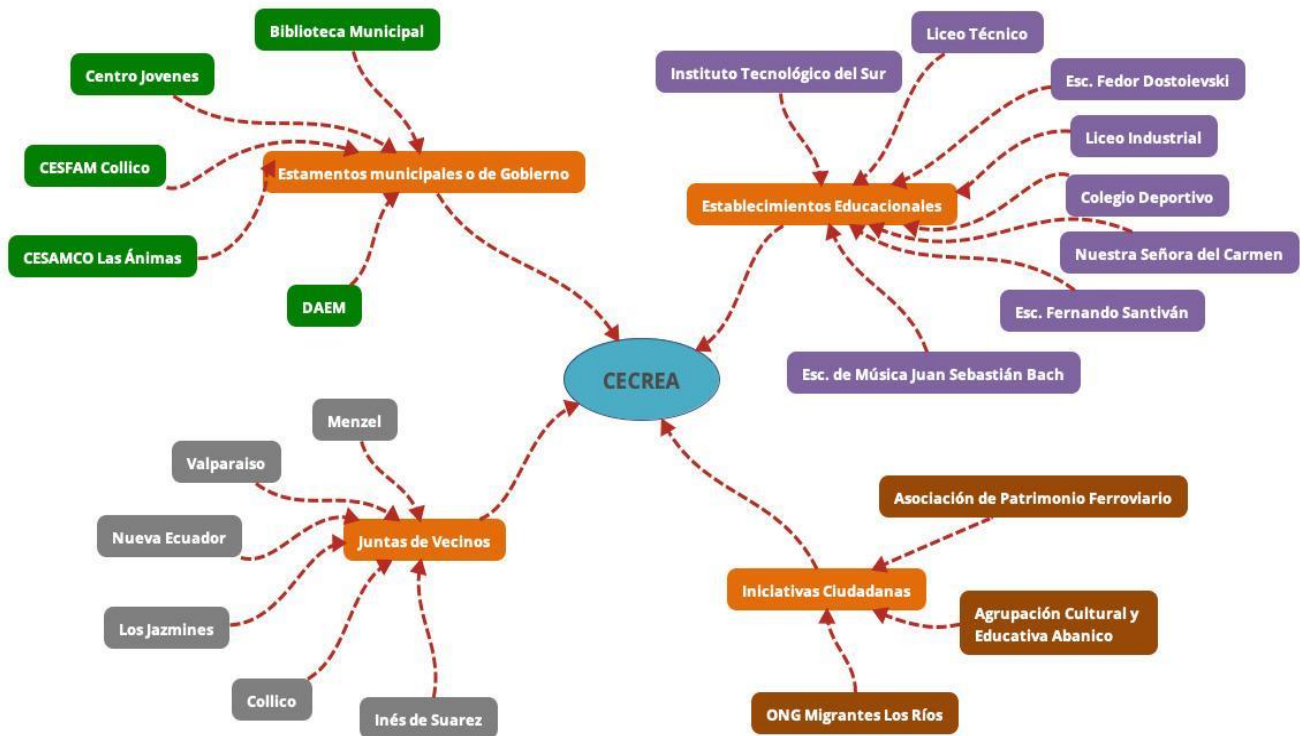 Biblioteca Municipal
Centro Jovenes
CESFAM Collico
CESAMCO Las Ánimas
DAEM
Estamentos municipales o de Gobierno
Liceo Técnico
Instituto Tecnológico del Sur
Esc. Fedor Dostoievski
Liceo Industrial
Colegio Deportivo
Nuestra Señora del Carmen
Esc. Fernando Santiván
Esc. de Música Juan Sebastián Bach
Establecimientos Educacionales
CECREA
Menzel
Valparaiso
Nueva Ecuador
Los Jazmines
Collico
Inés de Suarez
Juntas de Vecinos
Asociación de Patrimonio Ferroviario
Iniciativas Ciudadanas
Agrupación Cultural y
Educativa Abanico
ONG Migrantes Los Ríos